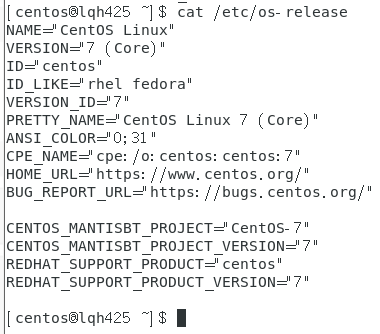 [centos@lqh425 ~]$ cat /etc/os-release
NAME="CentOS Linux"
VERSION="7 (Core)"
ID="centos"
ID_LIKE="rhel fedora"
VERSION_ID="7"
PRETTY_NAME="CentOS Linux 7 (Core)"
ANSI_COLOR="0;31"
CPE_NAME="cpe:/o:centos:centos:7"
HOME_URL="https://www.centos.org/"
BUG_REPORT_URL="https://bugs.centos.org/"

CENTOS_MANTISBT_PROJECT="CentOS-7"
CENTOS_MANTISBT_PROJECT_VERSION="7"
REDHAT_SUPPORT_PRODUCT="centos"
REDHAT_SUPPORT_PRODUCT_VERSION="7"

[centos@lqh425 ~]$